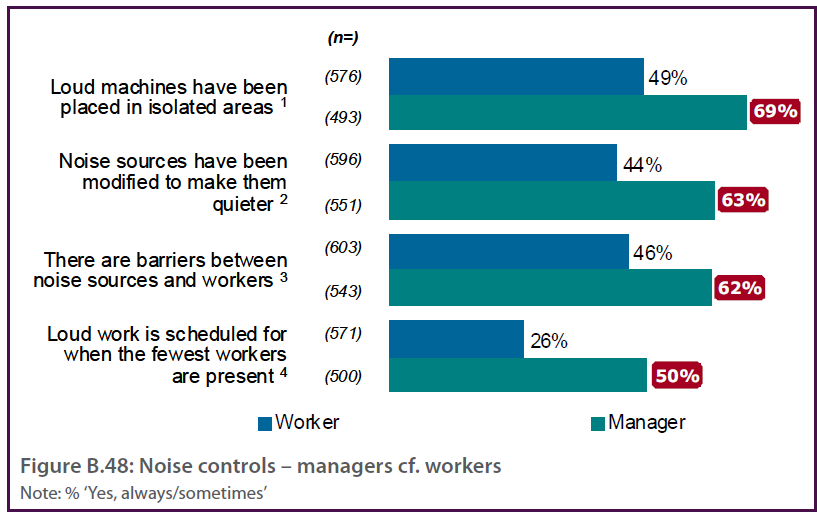 (n=)
Loud machines have been
placed in isolated areas 1
(576)
49%
(493)
69%
Noise sources have been
modified to make them
quieter 2
(596)
44%
(551)
63%
There are barriers between
noise sources and workers 3
(603)
46%
(543)
62%
Loud work is scheduled for
when the fewest workers
are present 4
(571)
26%
(500)
50%
Worker
Manager
Figure B.48: Noise controls – managers cf. workers
Note: % ‘Yes, always/sometimes’